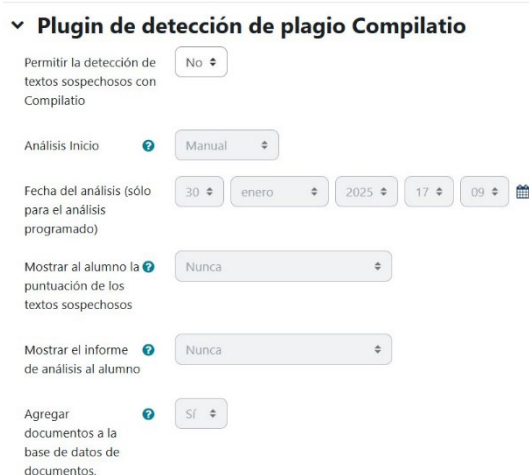 Plugin de detección de plagio Compilatio
Permitir la detección de No
textos sospechosos con
Compilatio
Análisis Inicio ? Manual
Fecha del análisis (sólo 30 enero 2025 17 09
para el análisis
programado)
Mostrar al alumno la ? Nunca
puntuación de los
textos sospechosos
Mostrar el informe ? Nunca
de análisis al alumno
Agregar ? Sí
documentos a la
base de datos de
documentos.